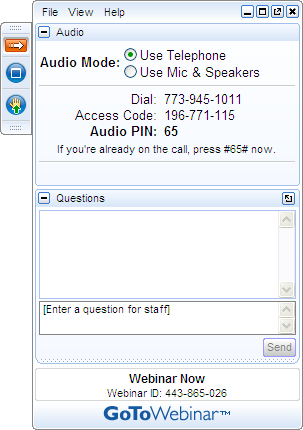 File View Help
Audio
Audio Mode: Use Telephone
Use Mic & Speakers
Dial: 773-945-1011
Access Code: 196-771-115
Audio PIN: 65
If you're already on the call, press #65# now.
Questions
[Enter a question for staff]
Send
Webinar Now
Webinar ID: 443-865-026
GoToWebinar™